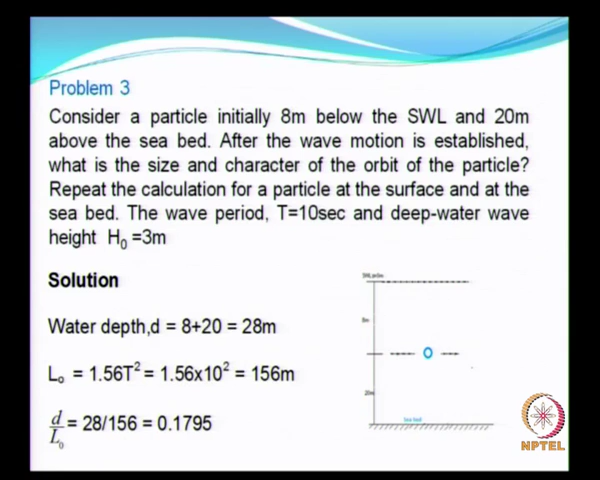 Problem 3
Consider a particle initially 8m below the SWL and 20m
above the sea bed. After the wave motion is established,
what is the size and character of the orbit of the particle?
Repeat the calculation for a particle at the surface and at the
sea bed. The wave period, T=10sec and deep-water wave
height H₀ =3m
Solution
Water depth,d = 8+20 = 28m
L₀ = 1.56T² = 1.56x10² = 156m
d/L₀ = 28/156 = 0.1795
8m
20m
Sea bed
NPTEL